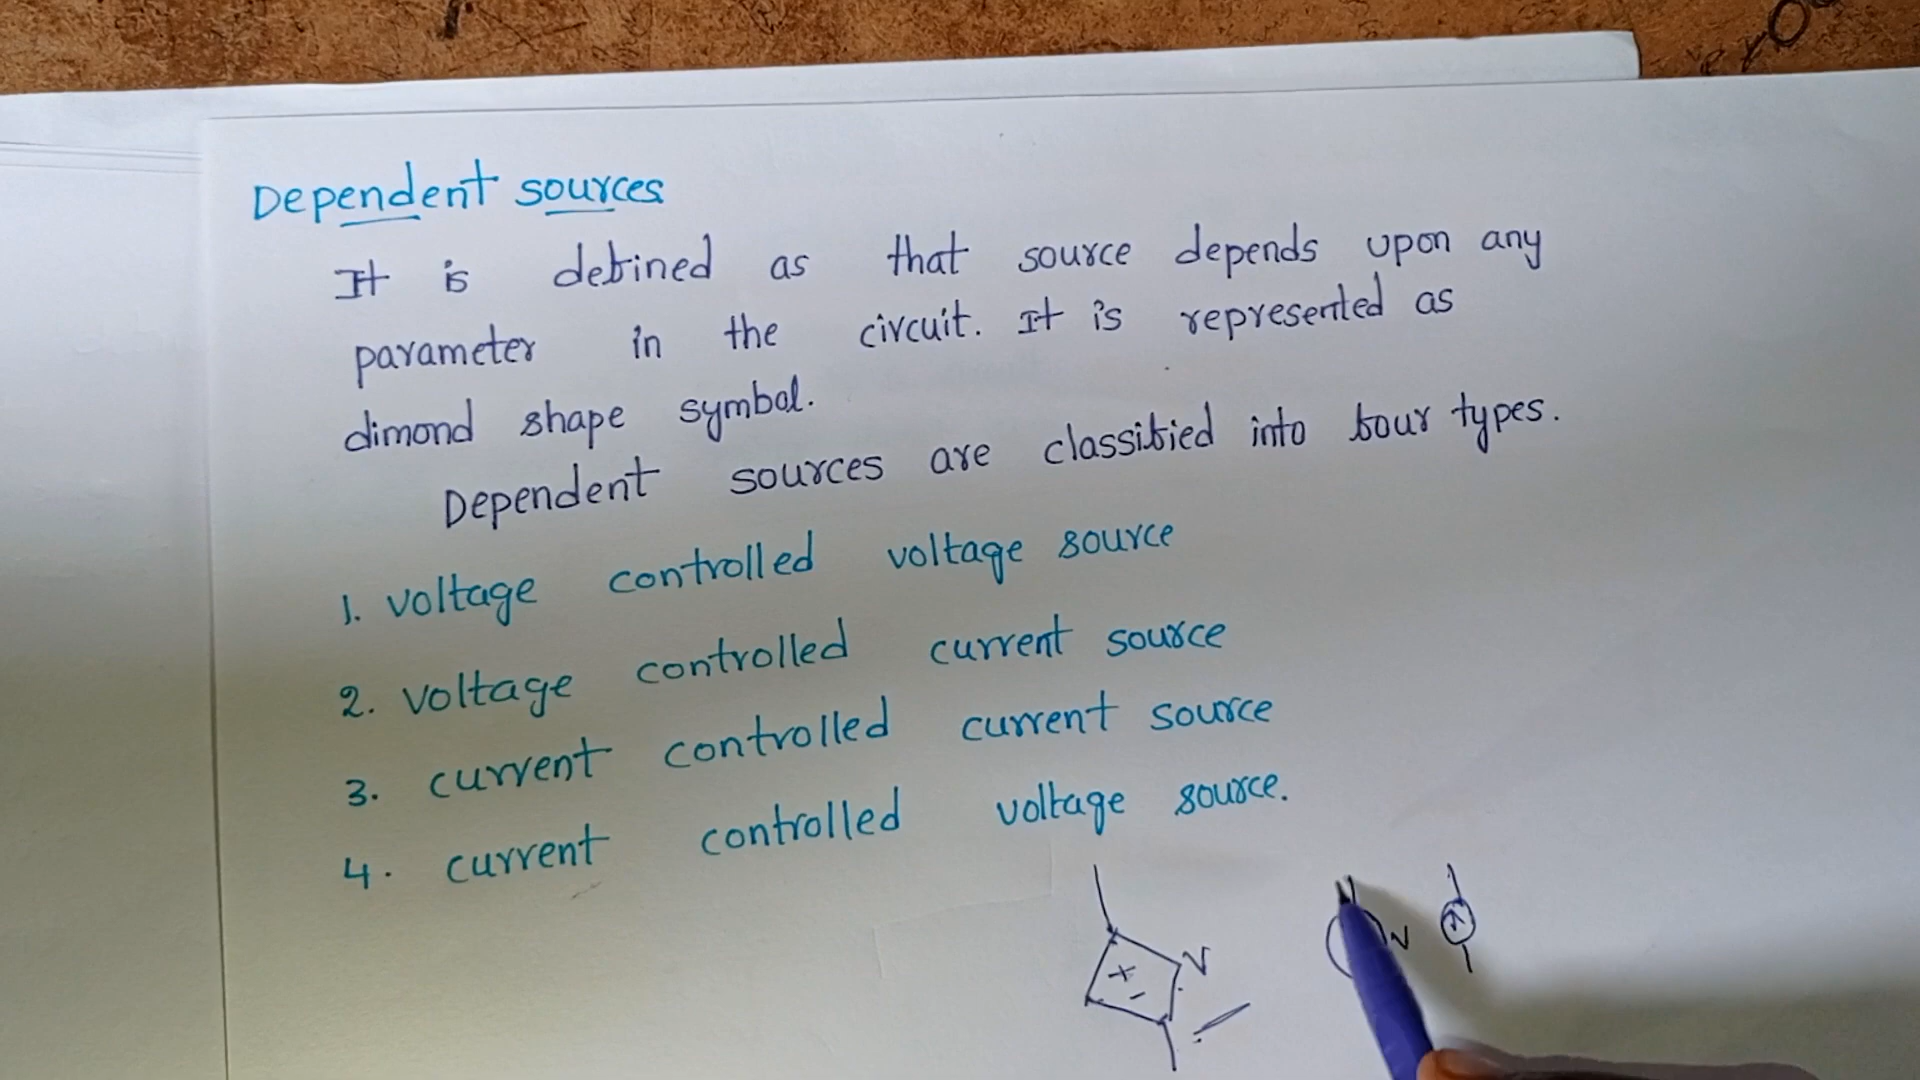 Dependent sources
It is defined as that source depends upon any
parameter in the circuit. It is represented as
dimond shape symbol.
Dependent sources are classified into four types.
1. voltage controlled voltage source
2. voltage controlled current source
3. current controlled current source
4. current controlled voltage source.
+
-
V
V